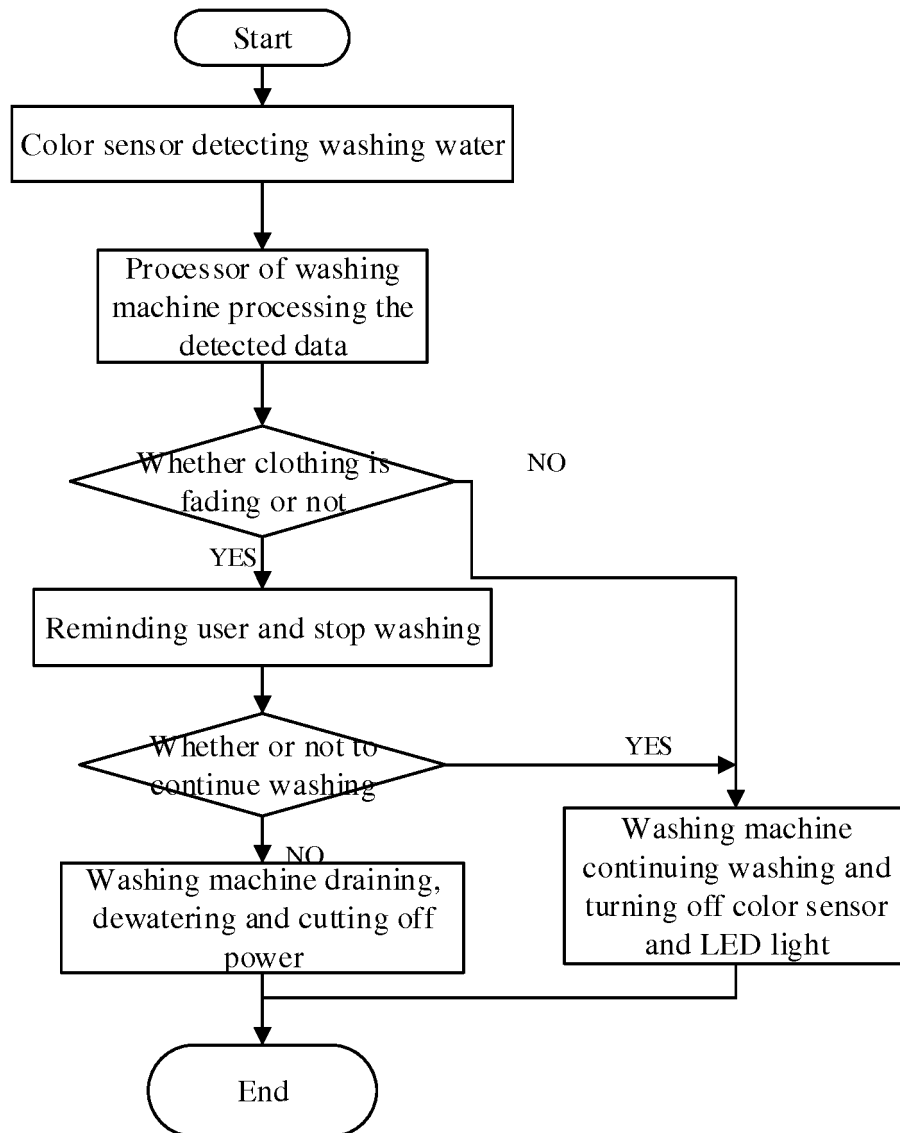 Start
Color sensor detecting washing water
Processor of washing
machine processing the
detected data
Whether clothing is
fading or not
NO
YES
Reminding user and stop washing
Whether or not to
continue washing
YES
NO
Washing machine draining,
dewatering and cutting off
power
Washing machine
continuing washing and
turning off color sensor
and LED light
End